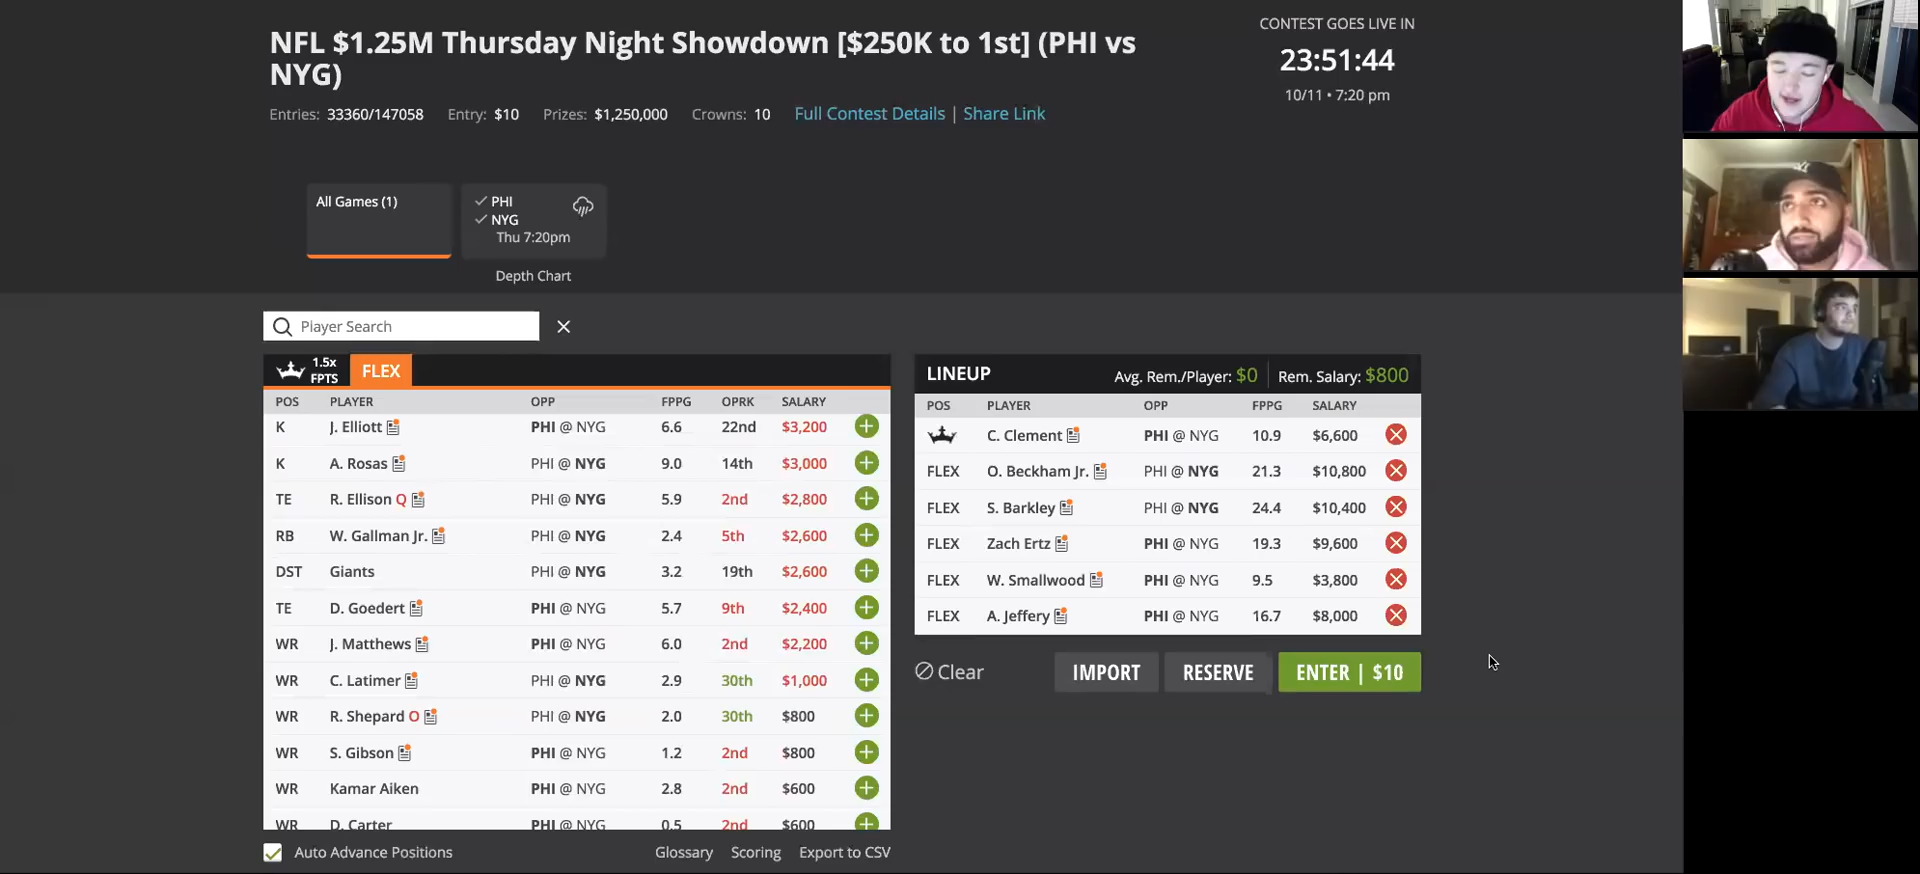 NFL $1.25M Thursday Night Showdown [$250K to 1st] (PHI vs
NYG)
CONTEST GOES LIVE IN
23:51:44
10/11 • 7:20 pm
Entries: 33360/147058 Entry: $10 Prizes: $1,250,000 Crowns: 10 Full Contest Details | Share Link
All Games (1)
PHI
NYG
Thu 7:20pm
Depth Chart
Player Search
1.5x
FPTS
FLEX
POS PLAYER OPP FPPG OPRK SALARY
K J. Elliott PHI @ NYG 6.6 22nd $3,200
K A. Rosas PHI @ NYG 9.0 14th $3,000
TE R. Ellison Q PHI @ NYG 5.9 2nd $2,800
RB W. Gallman Jr. PHI @ NYG 2.4 5th $2,600
DST Giants PHI @ NYG 3.2 19th $2,600
TE D. Goedert PHI @ NYG 5.7 9th $2,400
WR J. Matthews PHI @ NYG 6.0 2nd $2,200
WR C. Latimer PHI @ NYG 2.9 30th $1,000
WR R. Shepard O PHI @ NYG 2.0 30th $800
WR S. Gibson PHI @ NYG 1.2 2nd $800
WR Kamar Aiken PHI @ NYG 2.8 2nd $600
WR D. Carter PHI @ NYG 0.5 2nd $600
Auto Advance Positions Glossary Scoring Export to CSV
LINEUP Avg. Rem./Player: $0 Rem. Salary: $800
POS PLAYER OPP FPPG SALARY
C. Clement PHI @ NYG 10.9 $6,600
FLEX O. Beckham Jr. PHI @ NYG 21.3 $10,800
FLEX S. Barkley PHI @ NYG 24.4 $10,400
FLEX Zach Ertz PHI @ NYG 19.3 $9,600
FLEX W. Smallwood PHI @ NYG 9.5 $3,800
FLEX A. Jeffery PHI @ NYG 16.7 $8,000
Clear IMPORT RESERVE ENTER | $10